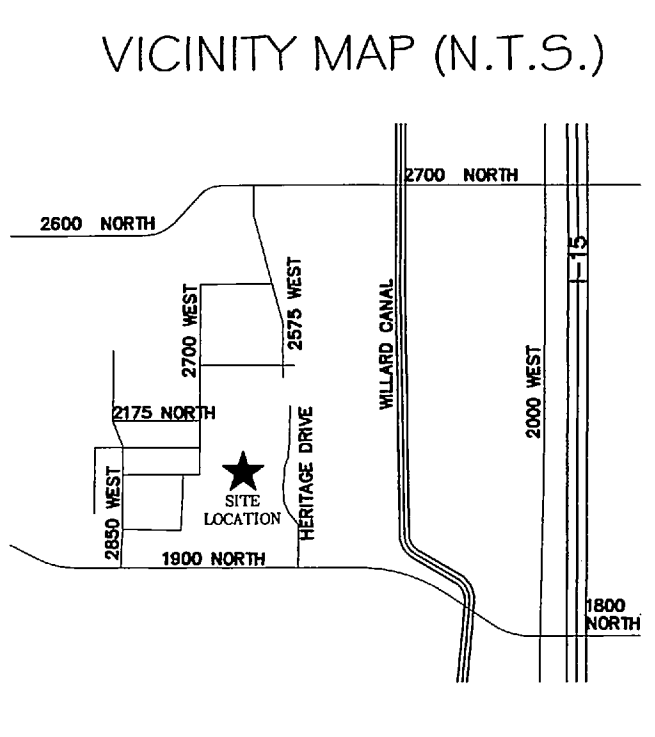 VICINITY MAP (N.T.S.)
2700 NORTH
2600 NORTH
I-15
2575 WEST
2700 WEST
WILLARD CANAL
2000 WEST
2175 NORTH
HERITAGE DRIVE
2850 WEST
SITE
LOCATION
1900 NORTH
1800
NORTH